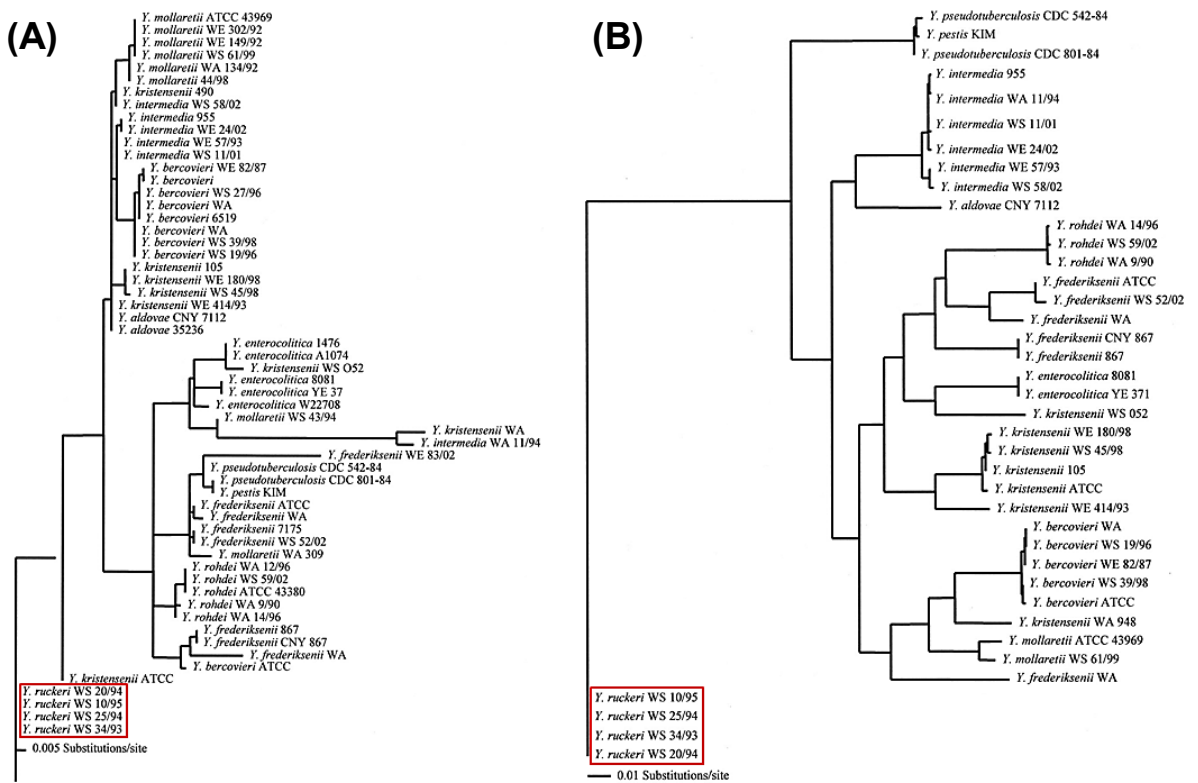 (A)
Y. mollaretii ATCC 43969
Y. mollaretii WE 302/92
Y. mollaretii WE 149/92
Y. mollaretii WS 61/99
Y. mollaretii WA 134/92
Y. mollaretii 44/98
Y. kristensenii 490
Y. intermedia WS 58/02
Y. intermedia 955
Y. intermedia WE 24/02
Y. intermedia WE 57/93
Y. intermedia WS 11/01
Y. bercovieri WE 82/87
Y. bercovieri
Y. bercovieri WS 27/96
Y. bercovieri WA
Y. bercovieri 6519
Y. bercovieri WA
Y. bercovieri WS 39/98
Y. bercovieri WS 19/96
Y. kristensenii 105
Y. kristensenii WE 180/98
Y. kristensenii WS 45/98
Y. kristensenii WE 414/93
Y. aldovae CNY 7112
Y. aldovae 35236
Y. enterocolitica 1476
Y. enterocolitica A1074
Y. kristensenii WS O52
Y. enterocolitica 8081
Y. enterocolitica YE 37
Y. enterocolitica W22708
Y. mollaretii WS 43/94
Y. kristensenii WA
Y. intermedia WA 11/94
Y. frederiksenii WE 83/02
Y. pseudotuberculosis CDC 542-84
Y. pseudotuberculosis CDC 801-84
Y. pestis KIM
Y. frederiksenii ATCC
Y. frederiksenii WA
Y. frederiksenii 7175
Y. frederiksenii WS 52/02
Y. mollaretii WA 309
Y. rohdei WA 12/96
Y. rohdei WS 59/02
Y. rohdei ATCC 43380
Y. rohdei WA 9/90
Y. rohdei WA 14/96
Y. frederiksenii 867
Y. frederiksenii CNY 867
Y. frederiksenii WA
Y. bercovieri ATCC
Y. kristensenii ATCC
Y. ruckeri WS 20/94
Y. ruckeri WS 10/95
Y. ruckeri WS 25/94
Y. ruckeri WS 34/93
0.005 Substitutions/site
(B)
Y. pseudotuberculosis CDC 542-84
Y. pestis KIM
Y. pseudotuberculosis CDC 801-84
Y. intermedia 955
Y. intermedia WA 11/94
Y. intermedia WS 11/01
Y. intermedia WE 24/02
Y. intermedia WE 57/93
Y. intermedia WS 58/02
Y. aldovae CNY 7112
Y. rohdei WA 14/96
Y. rohdei WS 59/02
Y. rohdei WA 9/90
Y. frederiksenii ATCC
Y. frederiksenii WS 52/02
Y. frederiksenii WA
Y. frederiksenii CNY 867
Y. frederiksenii 867
Y. enterocolitica 8081
Y. enterocolitica YE 371
Y. kristensenii WS 052
Y. kristensenii WE 180/98
Y. kristensenii WS 45/98
Y. kristensenii 105
Y. kristensenii ATCC
Y. kristensenii WE 414/93
Y. bercovieri WA
Y. bercovieri WS 19/96
Y. bercovieri WE 82/87
Y. bercovieri WS 39/98
Y. bercovieri ATCC
Y. kristensenii WA 948
Y. mollaretii ATCC 43969
Y. mollaretii WS 61/99
Y. frederiksenii WA
Y. ruckeri WS 10/95
Y. ruckeri WS 25/94
Y. ruckeri WS 34/93
Y. ruckeri WS 20/94
0.01 Substitutions/site